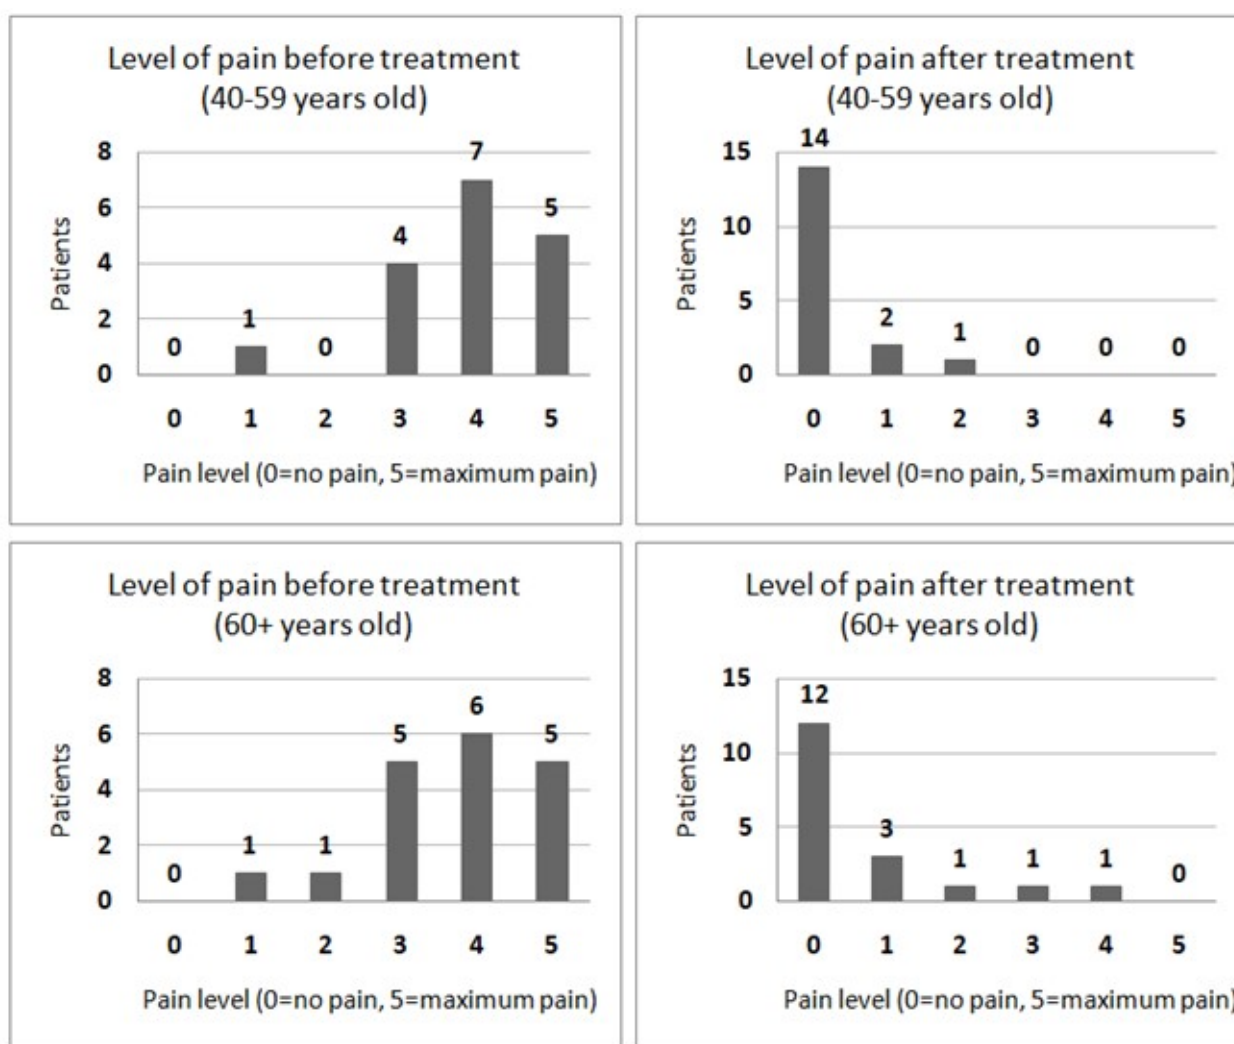 Level of pain before treatment
(40-59 years old)
8
6
4
2
0
Patients
0
1
0
4
7
5
0 1 2 3 4 5
Pain level (0=no pain, 5=maximum pain)
Level of pain after treatment
(40-59 years old)
15
10
5
0
Patients
14
2
1
0
0
0
0 1 2 3 4 5
Pain level (0=no pain, 5=maximum pain)
Level of pain before treatment
(60+ years old)
8
6
4
2
0
Patients
0
1
1
5
6
5
0 1 2 3 4 5
Pain level (0=no pain, 5=maximum pain)
Level of pain after treatment
(60+ years old)
15
10
5
0
Patients
12
3
1
1
1
0
0 1 2 3 4 5
Pain level (0=no pain, 5=maximum pain)